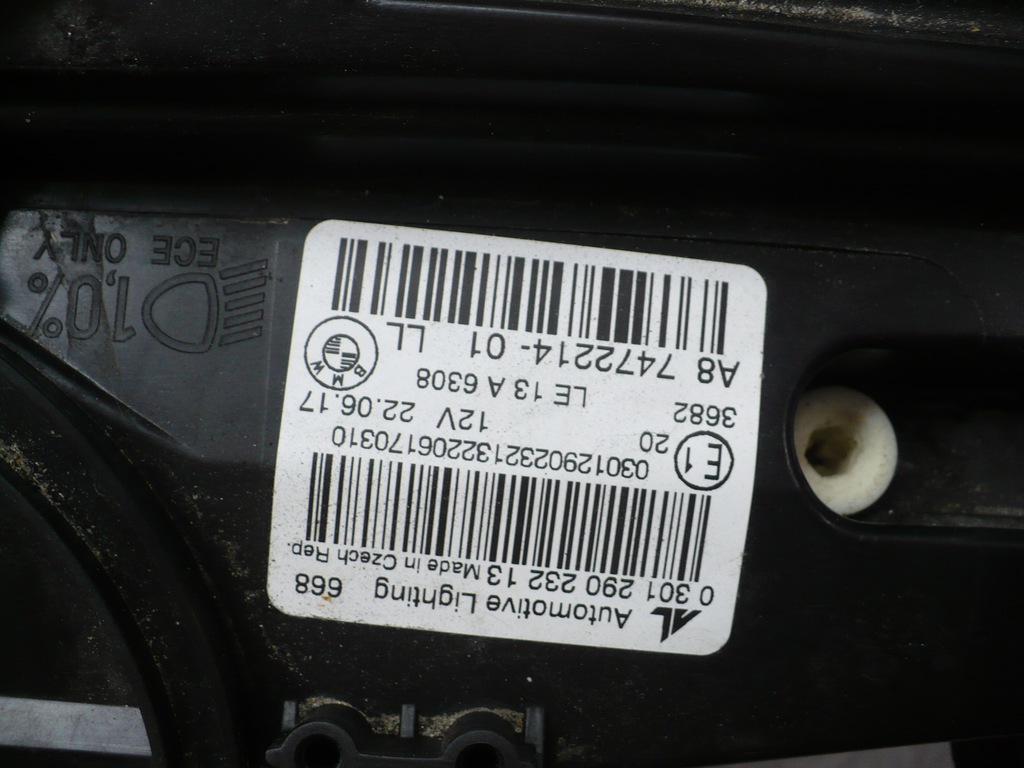 AL Automotive Lighting 668
0 301 290 232 13 Made in Czech Rep.
0301290232132206170310
E1 20 12V 22.06.17
3682 LE 13 A 6308
BMW
A8 7472214-01 LL
1,0%
ECE ONLY